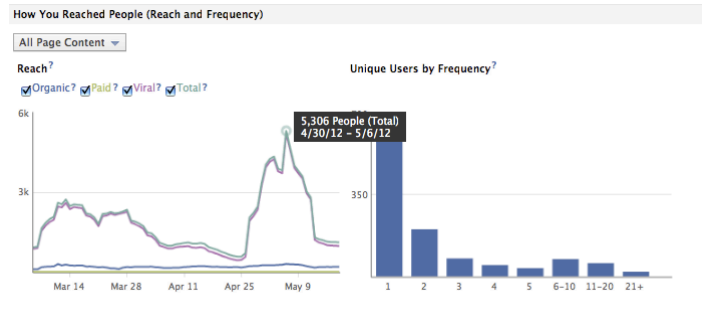 How You Reached People (Reach and Frequency)
All Page Content
Reach?
Organic? Paid? Viral? Total?
6k
3k
Mar 14 Mar 28 Apr 11 Apr 25 May 9
5,306 People (Total)
4/30/12 – 5/6/12
Unique Users by Frequency?
350
1 2 3 4 5 6-10 11-20 21+